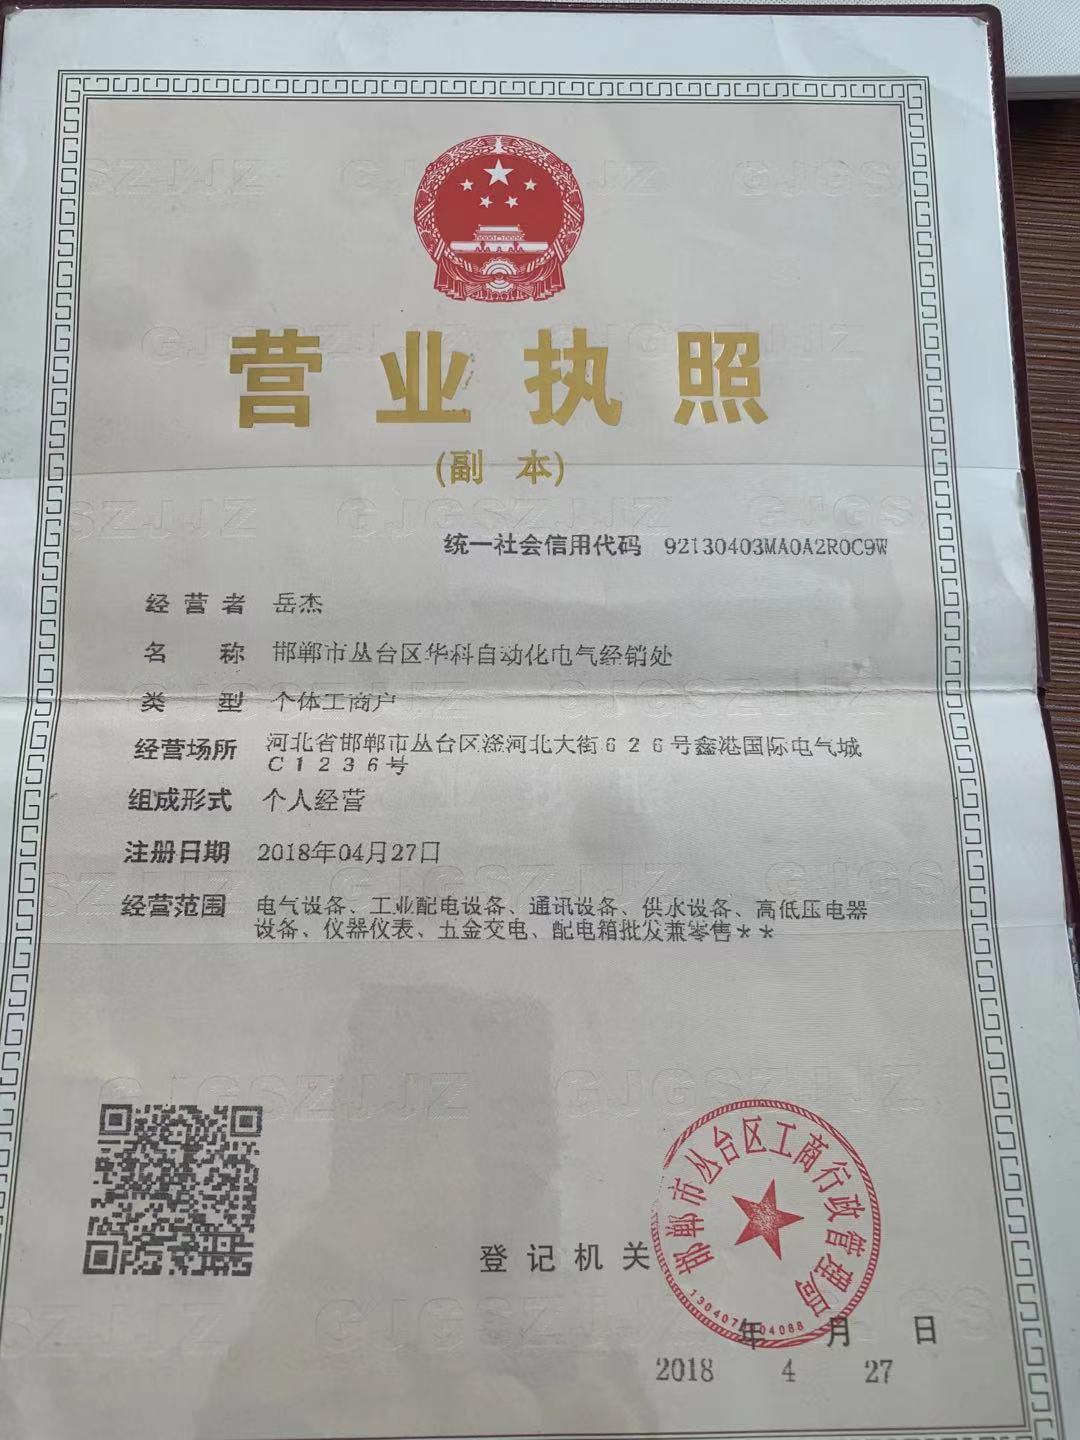 营业执照
(副 本)
统一社会信用代码 92130403MA0A2R0C9W
经营者 岳杰
名称 邯郸市丛台区华科自动化电气经销处
类型 个体工商户
经营场所 河北省邯郸市丛台区滏河北大街626号鑫港国际电气城
C1236号
组成形式 个人经营
注册日期 2018年04月27日
经营范围 电气设备、工业配电设备、通讯设备、供水设备、高低压电器
设备、仪器仪表、五金交电、配电箱批发兼零售**
邯郸市丛台区工商行政管理局
登记机关
年 月 日
2018 4 27